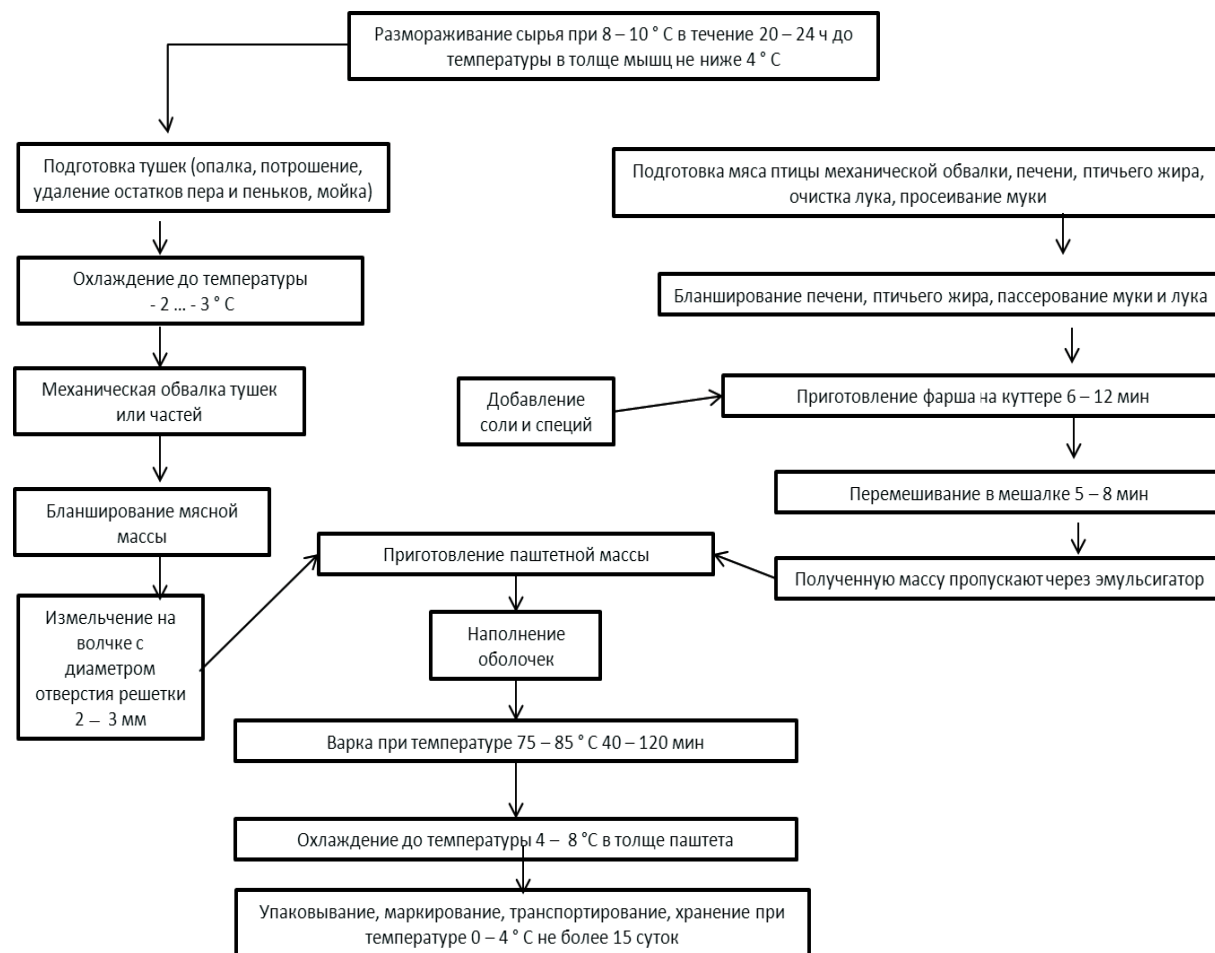 Размораживание сырья при 8 – 10 ° С в течение 20 – 24 ч до
температуры в толще мышц не ниже 4 ° С
Подготовка тушек (опалка, потрошение,
удаление остатков пера и пеньков, мойка)
Охлаждение до температуры
- 2 ... - 3 ° С
Механическая обвалка тушек
или частей
Бланширование мясной
массы
Измельчение на
волчке с
диаметром
отверстия решетки
2 – 3 мм
Подготовка мяса птицы механической обвалки, печени, птичьего жира,
очистка лука, просеивание муки
Бланширование печени, птичьего жира, пассерование муки и лука
Добавление
соли и специй
Приготовление фарша на куттере 6 – 12 мин
Перемешивание в мешалке 5 – 8 мин
Полученную массу пропускают через эмульсигатор
Приготовление паштетной массы
Наполнение
оболочек
Варка при температуре 75 – 85 ° С 40 – 120 мин
Охлаждение до температуры 4 – 8 °С в толще паштета
Упаковывание, маркирование, транспортирование, хранение при
температуре 0 – 4 ° С не более 15 суток